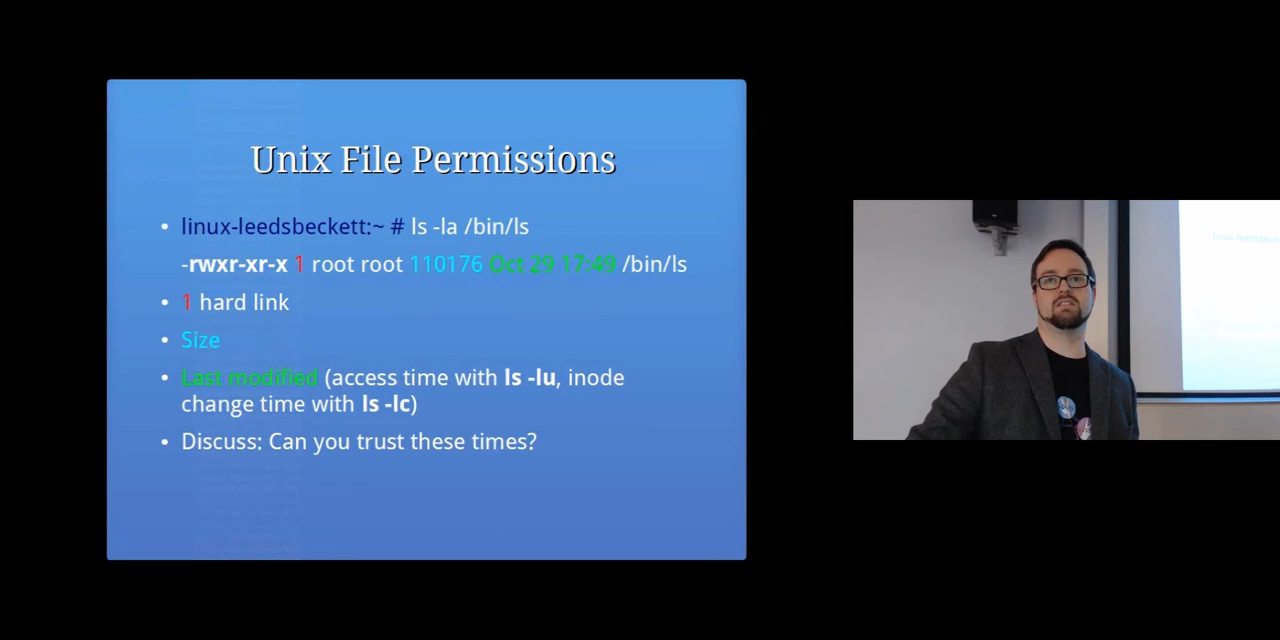 Unix File Permissions
• linux-leedsbeckett:~ # ls -la /bin/ls
-rwxr-xr-x 1 root root 110176 Oct 29 17:49 /bin/ls
• 1 hard link
• Size
• Last modified (access time with ls -lu, inode
change time with ls -lc)
• Discuss: Can you trust these times?